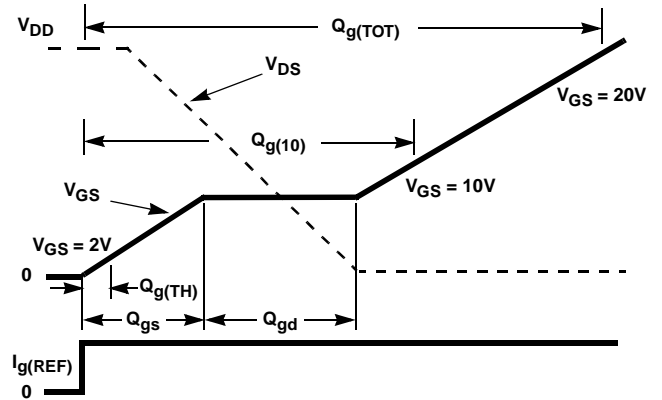 V_DD
Q_g(TOT)
V_DS
V_GS = 20V
Q_g(10)
V_GS
V_GS = 10V
V_GS = 2V
0
Q_g(TH)
Q_gs
Q_gd
I_g(REF)
0